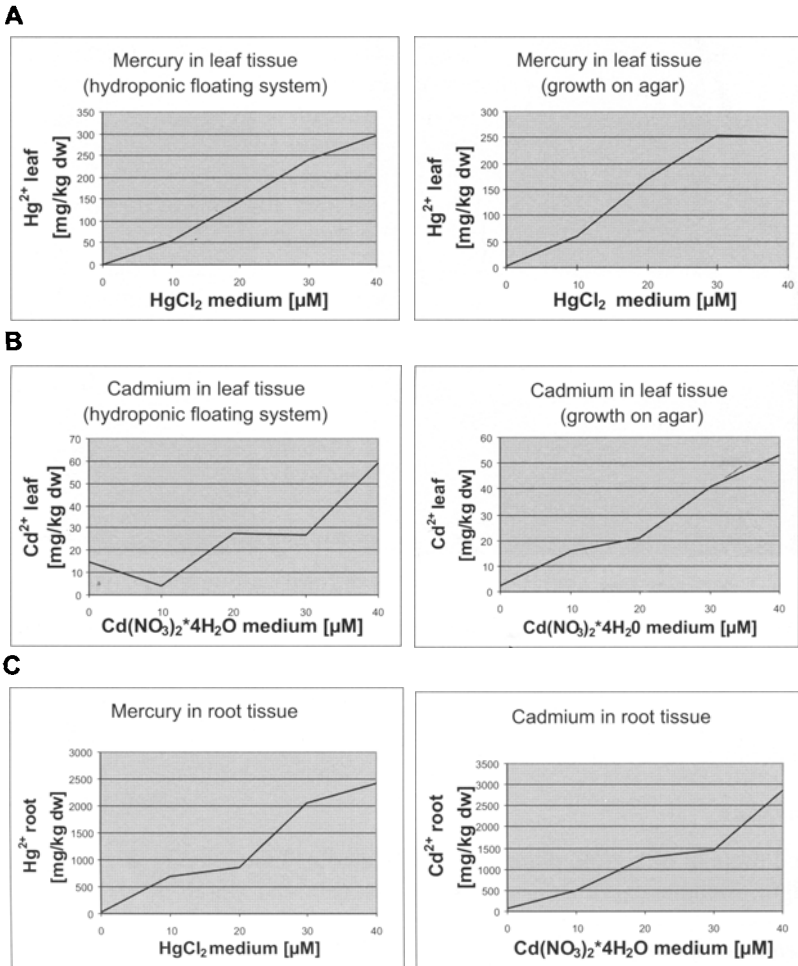 A
Mercury in leaf tissue
(hydroponic floating system)
Hg2+ leaf
[mg/kg dw]
350
300
250
200
150
100
50
0
0 10 20 30 40
HgCl2 medium [µM]
Mercury in leaf tissue
(growth on agar)
Hg2+ leaf
[mg/kg dw]
300
250
200
150
100
50
0
0 10 20 30 40
HgCl2 medium [µM]
B
Cadmium in leaf tissue
(hydroponic floating system)
Cd2+ leaf
[mg/kg dw]
70
60
50
40
30
20
10
0
0 10 20 30 40
Cd(NO3)2*4H2O medium [µM]
Cadmium in leaf tissue
(growth on agar)
Cd2+ leaf
[mg/kg dw]
60
50
40
30
20
10
0
0 10 20 30 40
Cd(NO3)2*4H20 medium [µM]
C
Mercury in root tissue
Hg2+ root
[mg/kg dw]
3000
2500
2000
1500
1000
500
0
0 10 20 30 40
HgCl2 medium [µM]
Cadmium in root tissue
Cd2+ root
[mg/kg dw]
3500
3000
2500
2000
1500
1000
500
0
0 10 20 30 40
Cd(NO3)2*4H2O medium [µM]